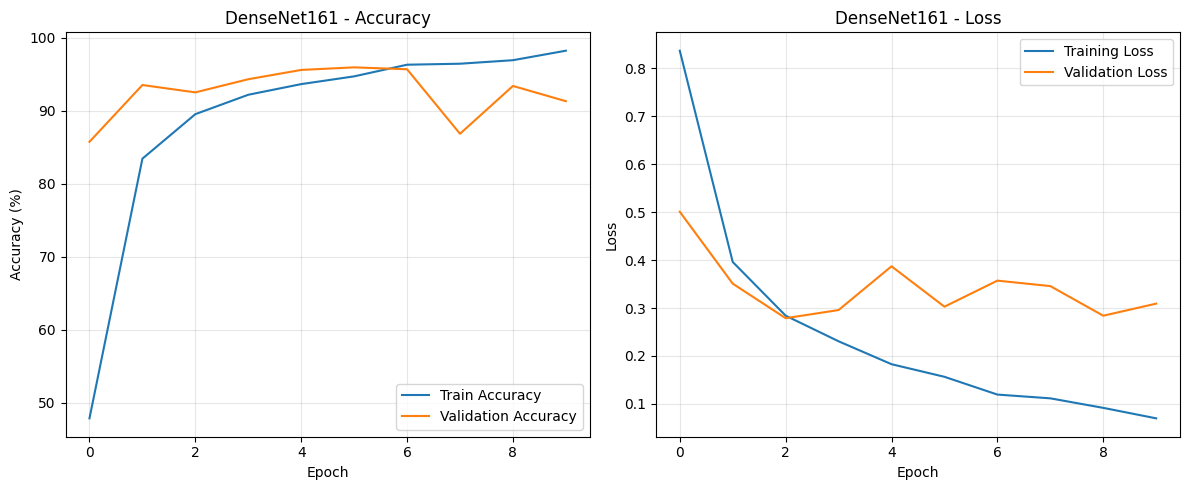 DenseNet161 - Accuracy
100
90
80
70
60
50
Accuracy (%)
0 2 4 6 8
Epoch
Train Accuracy
Validation Accuracy
DenseNet161 - Loss
0.8
0.7
0.6
0.5
0.4
0.3
0.2
0.1
Loss
0 2 4 6 8
Epoch
Training Loss
Validation Loss